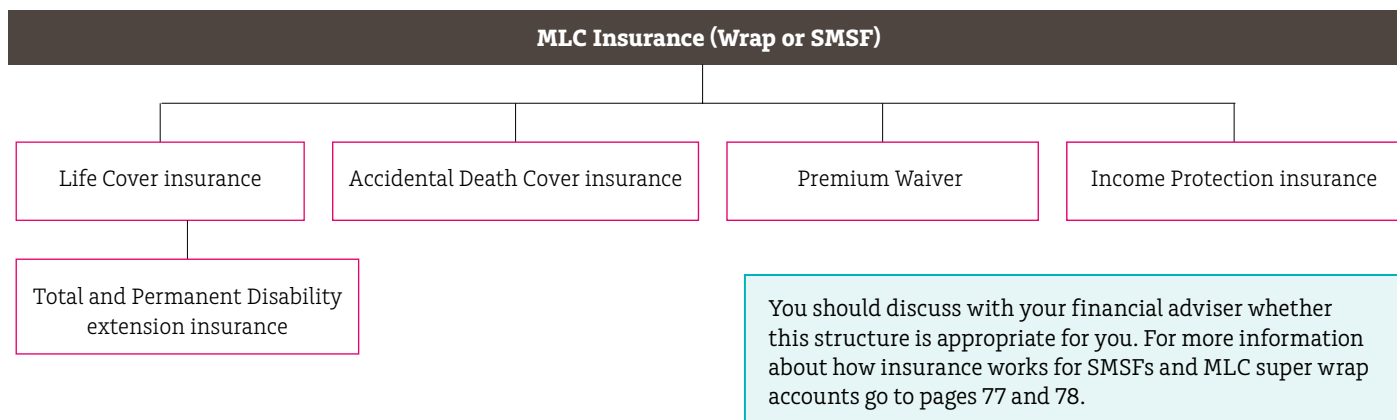 MLC Insurance (Wrap or SMSF)
Life Cover insurance
Accidental Death Cover insurance
Premium Waiver
Income Protection insurance
Total and Permanent Disability
extension insurance
You should discuss with your financial adviser whether
this structure is appropriate for you. For more information
about how insurance works for SMSFs and MLC super wrap
accounts go to pages 77 and 78.